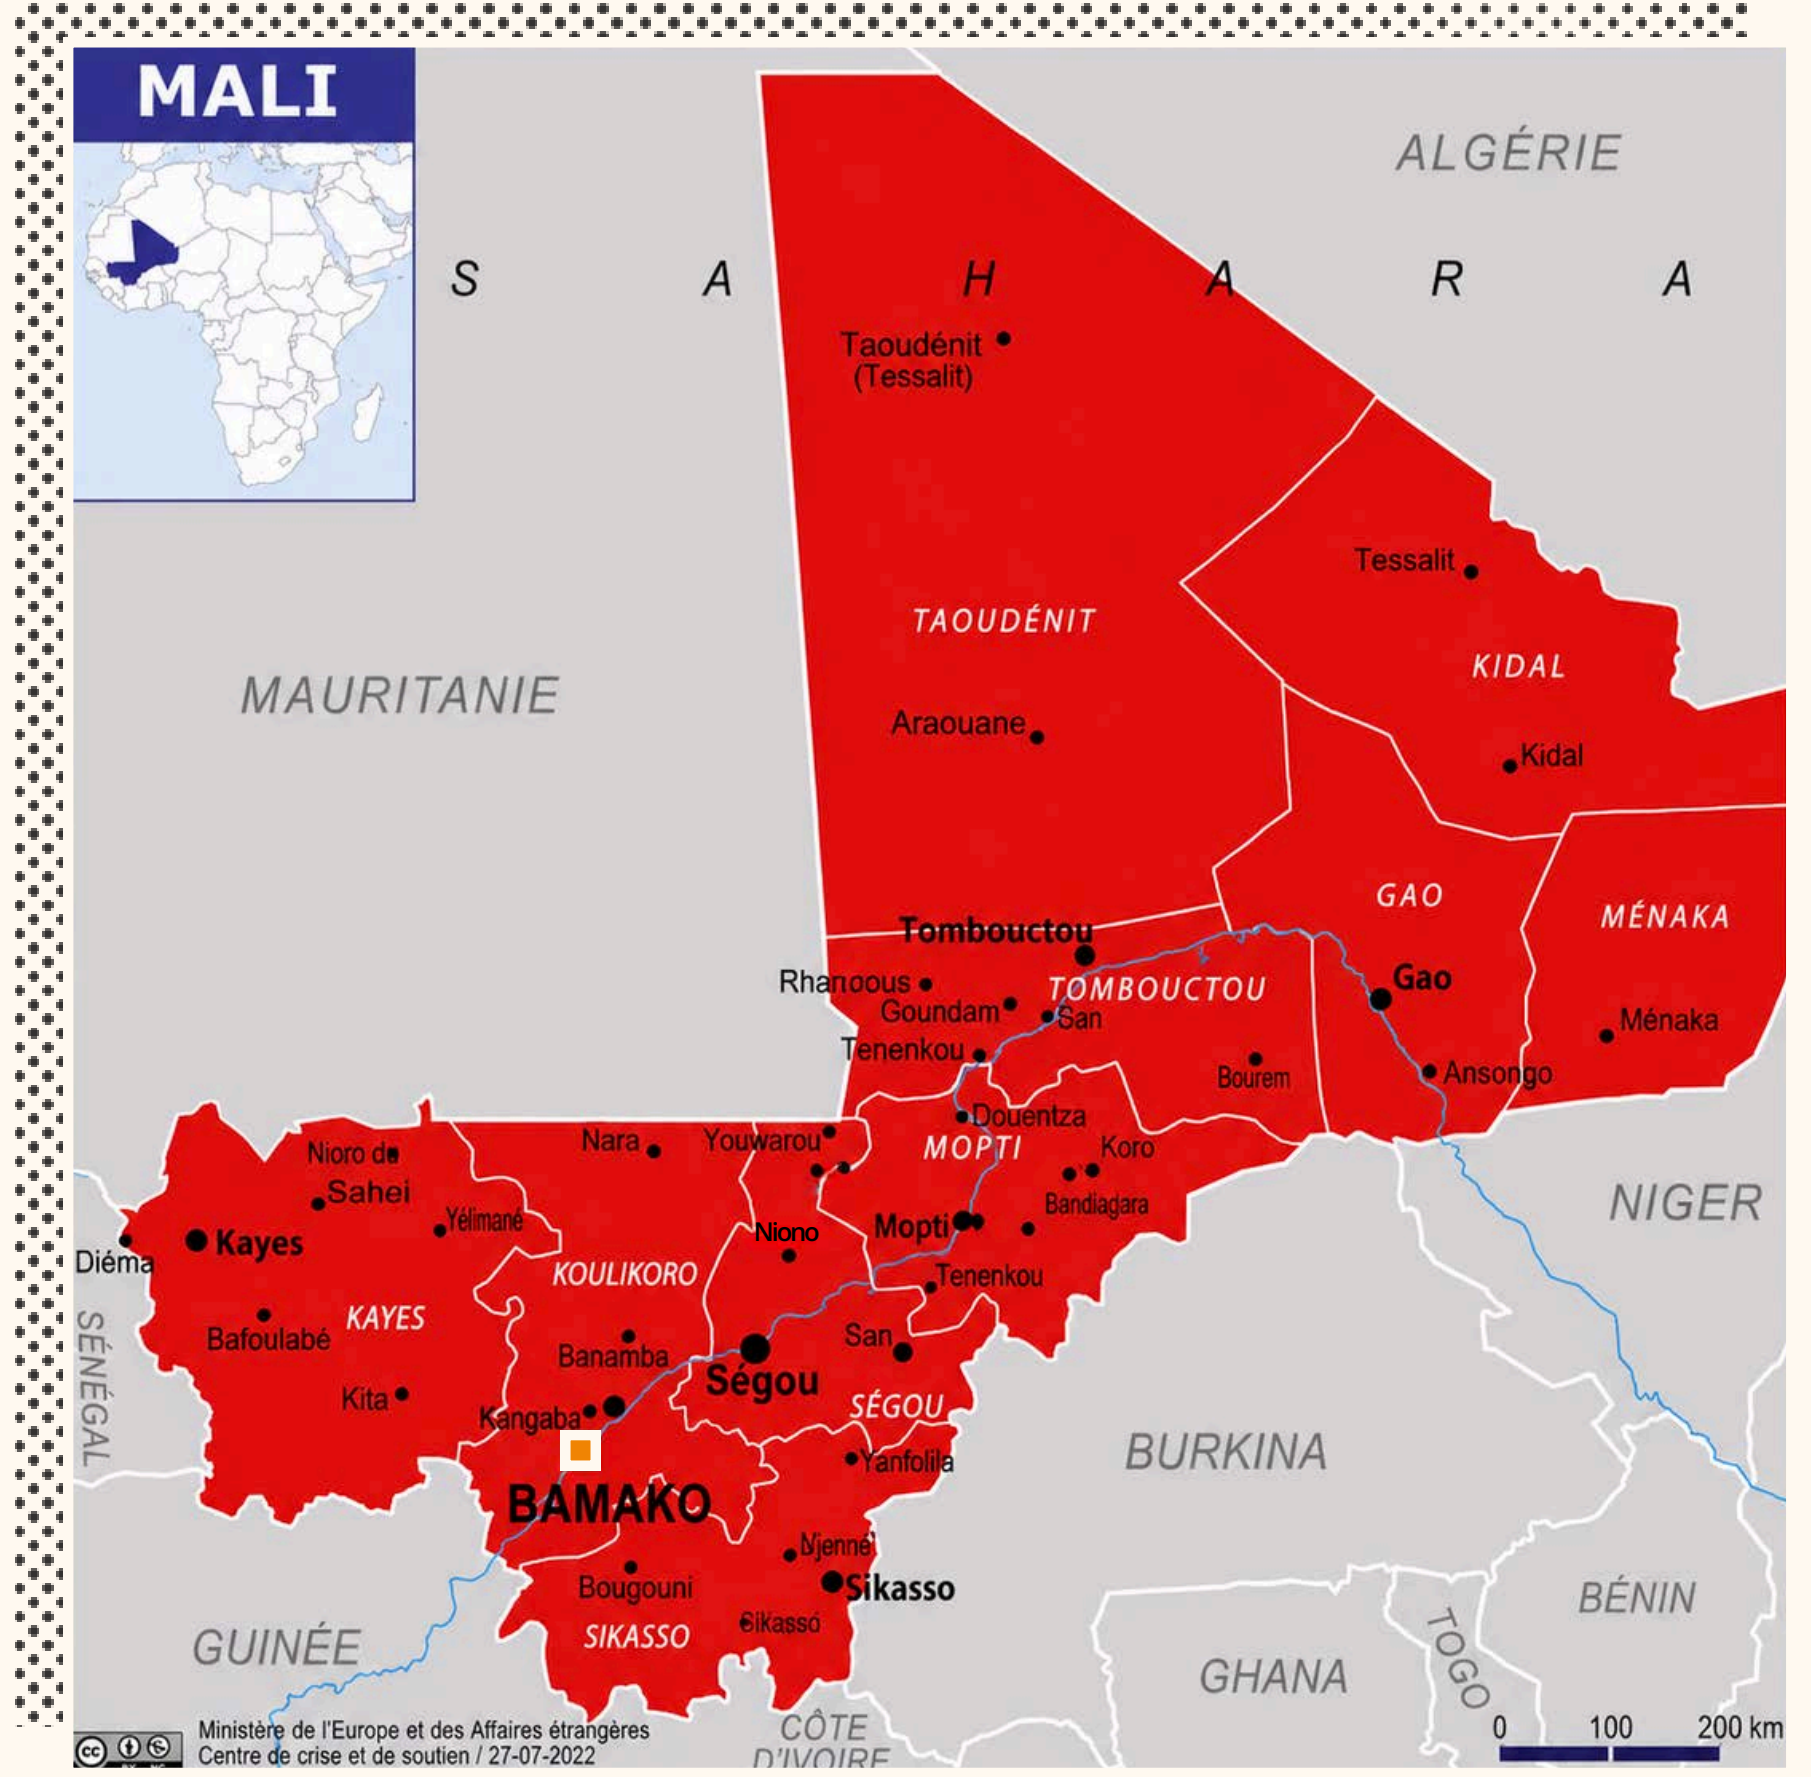 MALI
ALGÉRIE
S A H A R A
Taoudénit
(Tessalit)
Tessalit
TAOUDÉNIT
KIDAL
MAURITANIE
Araouane
Kidal
GAO
MÉNAKA
Tombouctou
Gao
TOMBOUCTOU
Goundam
San
Ménaka
Tenenkou
Bourem
Ansongo
Douentza
Nara
Youwarou
MOPTI
Koro
Nioro du
Sahei
NIGER
Bandiagara
Yélimané
Mopti
Niono
Kayes
Diéma
KOULIKORO
Tenenkou
KAYES
Bafoulabé
San
Banamba
SÉNÉGAL
Ségou
Kita
SÉGOU
Kangaba
BURKINA
Yanfolila
BAMAKO
Bougouni
Sikasso
BÉNIN
Sikasso
SIKASSO
GUINÉE
TOGO
GHANA
CÔTE
D'IVOIRE
0 100 200 km
cc
Ministère de l'Europe et des Affaires étrangères
Centre de crise et de soutien / 27-07-2022